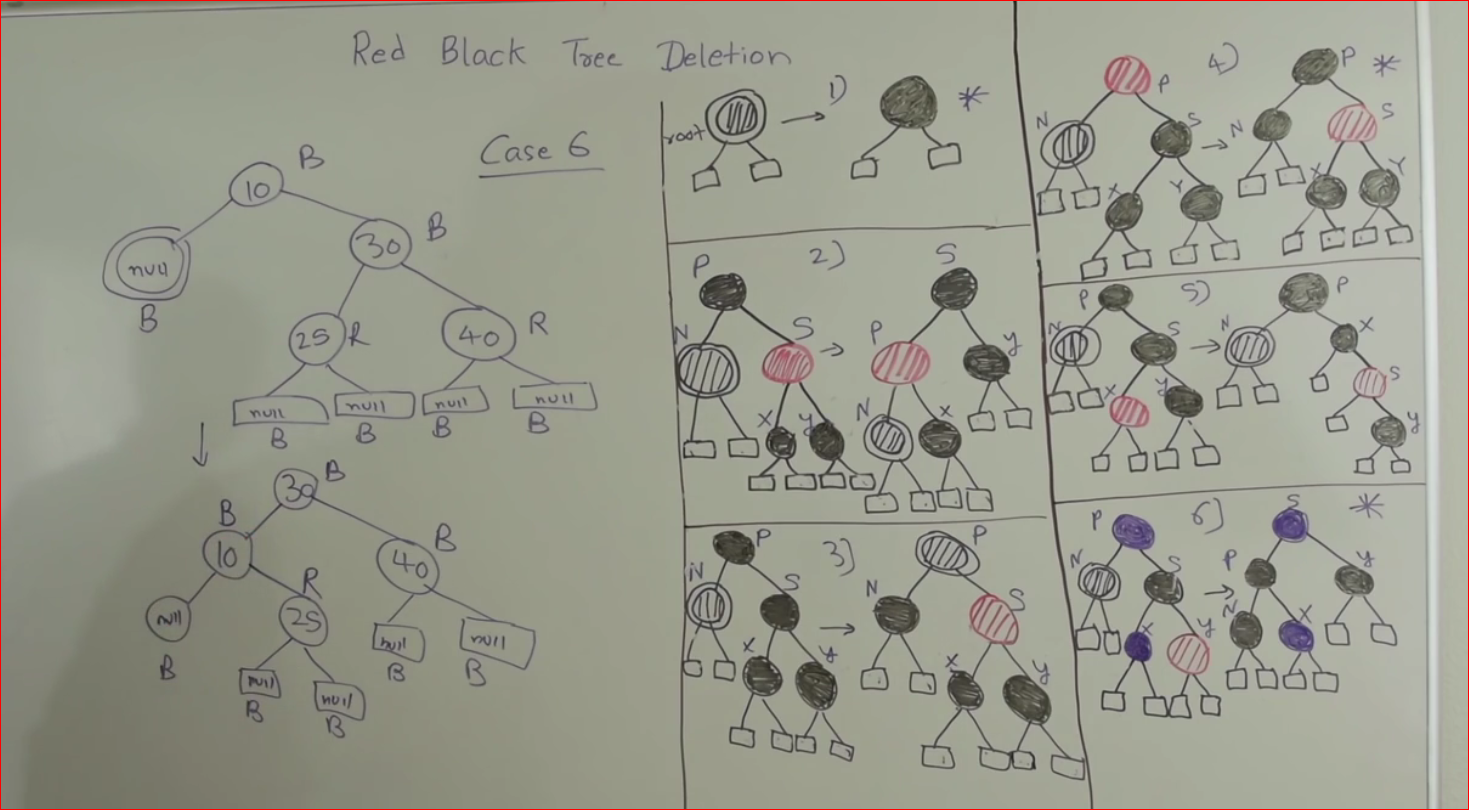 Red Black Tree Deletion
Case 6
B
10
B
30
null
B
25 R
40 R
null null null null
B B B B
↓
30 B
B
10
B
40
R
25
null
B
null
B
null
B
null
B
null
B
root → 1) *
2)
P
N S
X y
→
S
P y
N X
3)
P
N S
X y
→
P
N S
X y
4)
P
N S
X Y
→
P *
N S
X Y
5)
P
N S
X y
→
P
N X
S
y
6)
P
N S
X y
→
S *
P y
N X